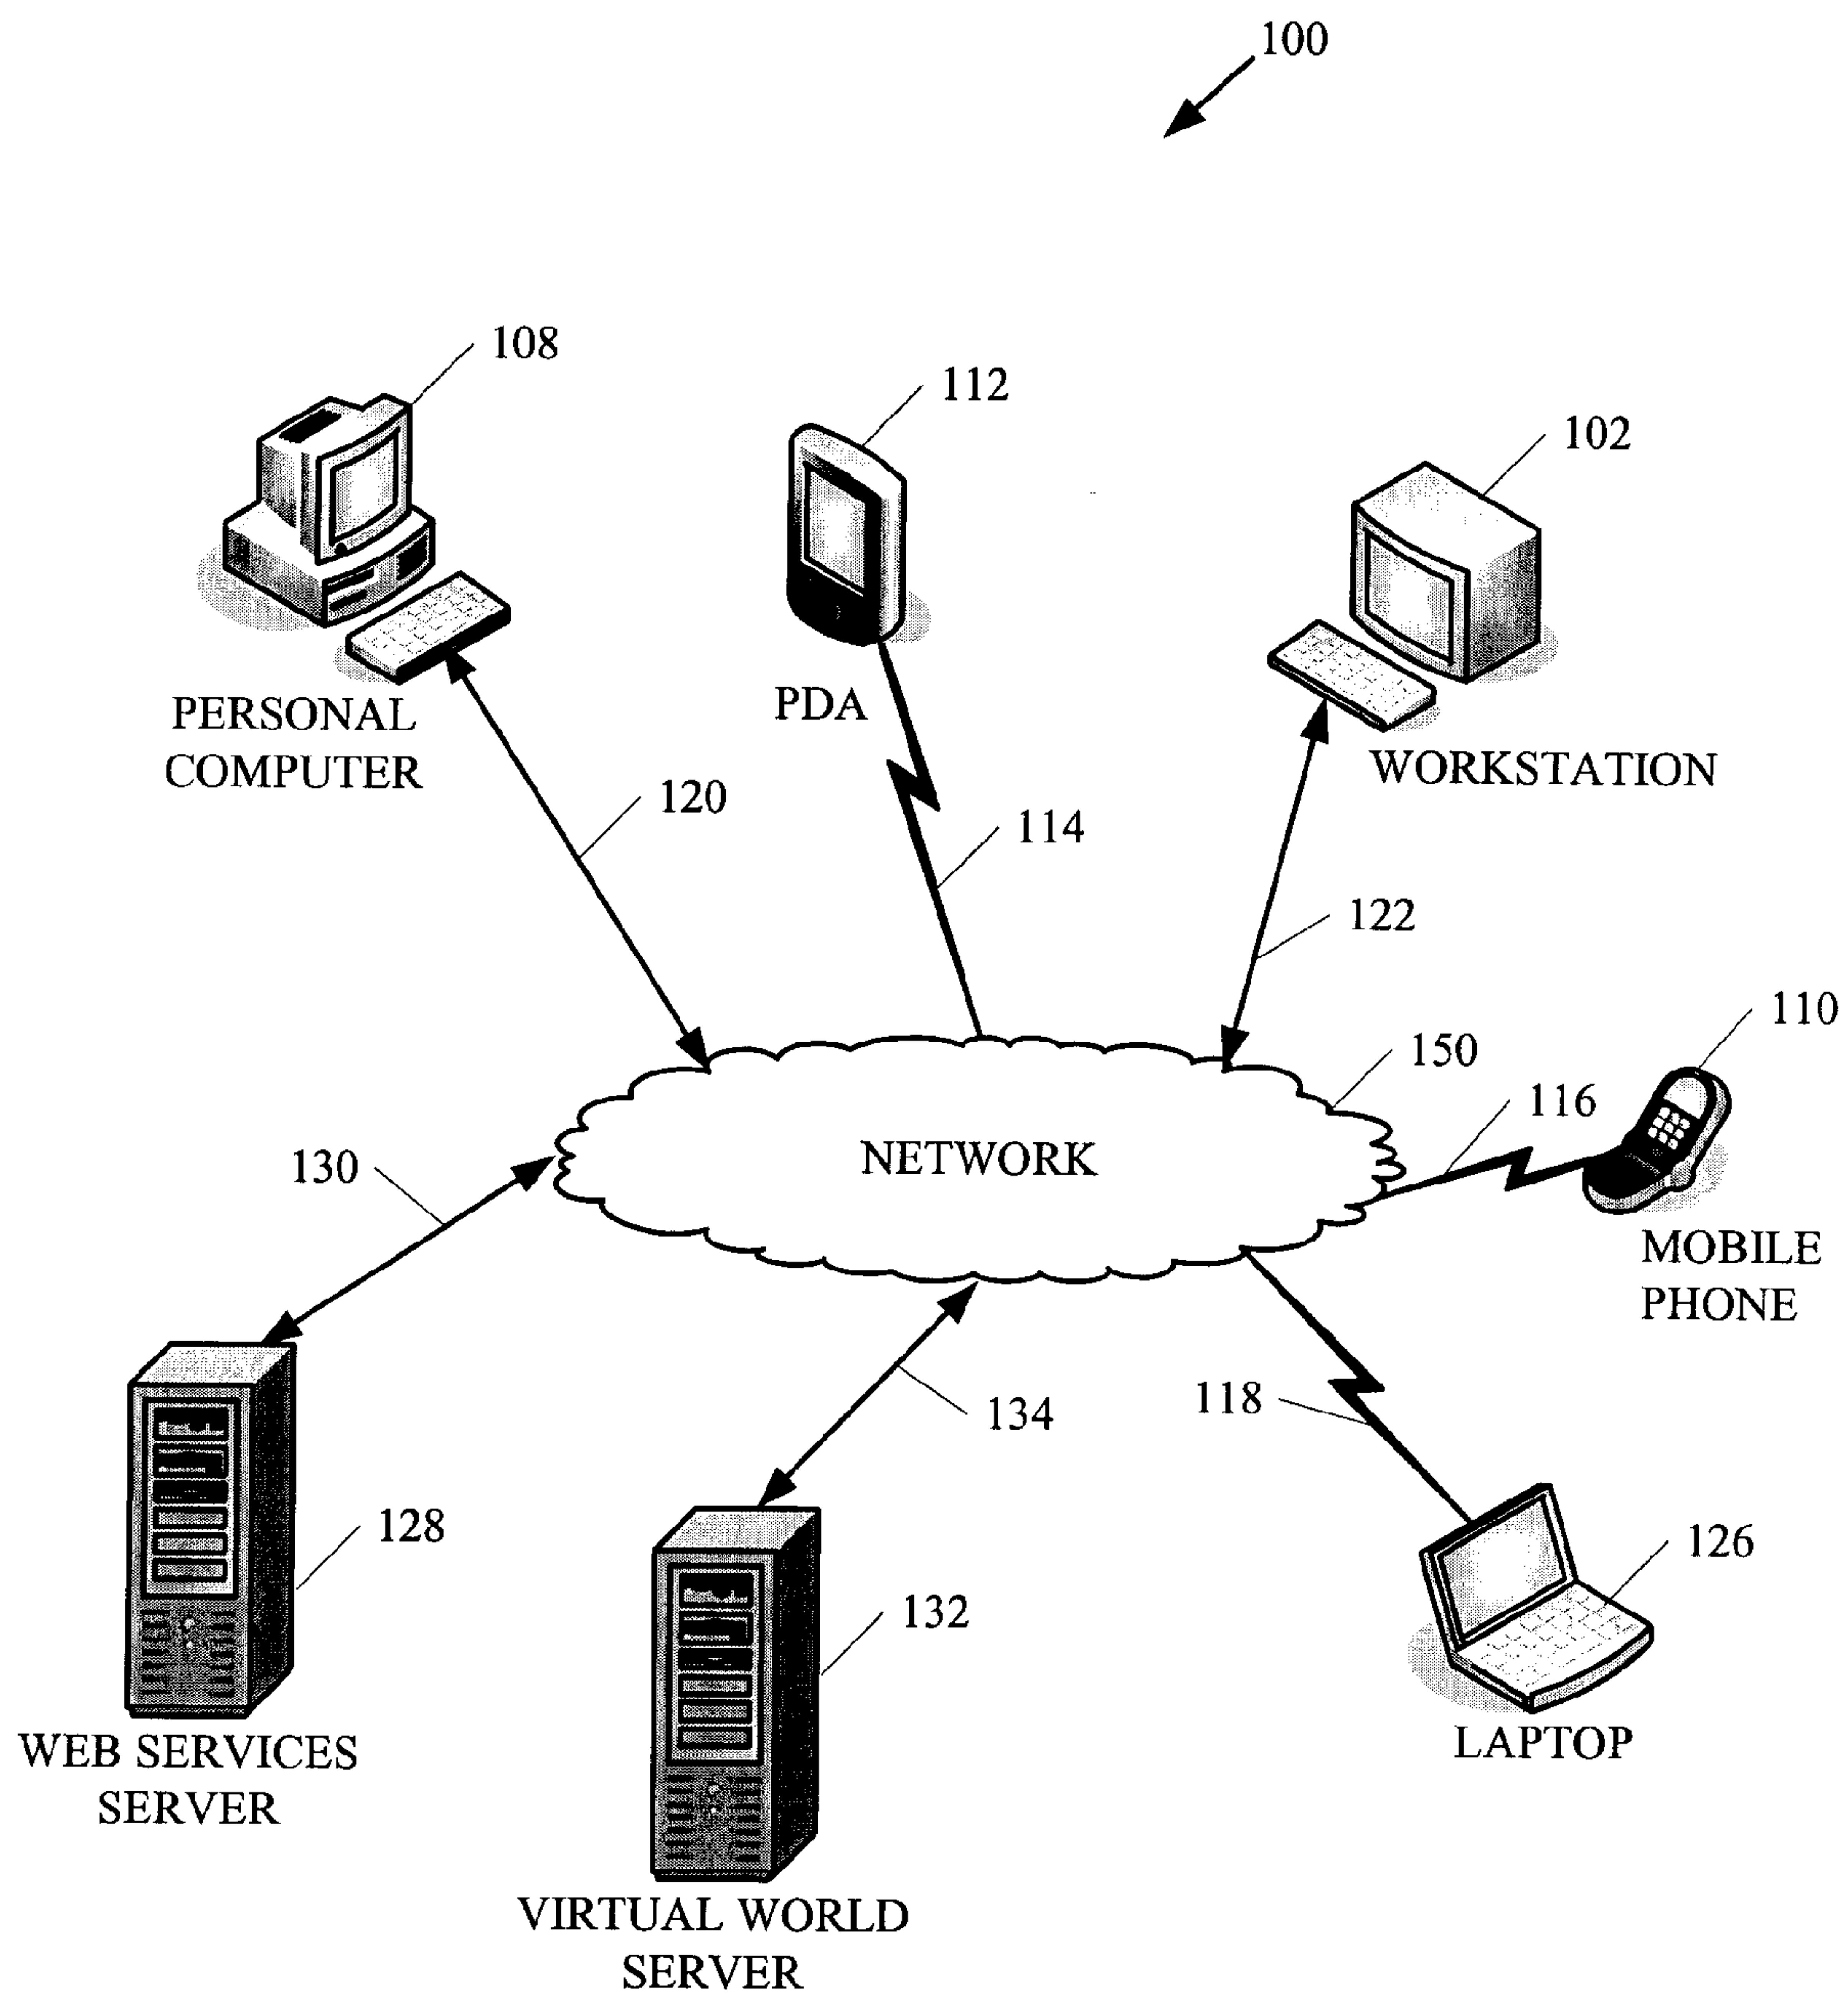 100
108
112
102
PERSONAL
COMPUTER
PDA
WORKSTATION
120
114
122
110
150
116
NETWORK
130
MOBILE
PHONE
134
118
128
126
132
WEB SERVICES
SERVER
LAPTOP
VIRTUAL WORLD
SERVER